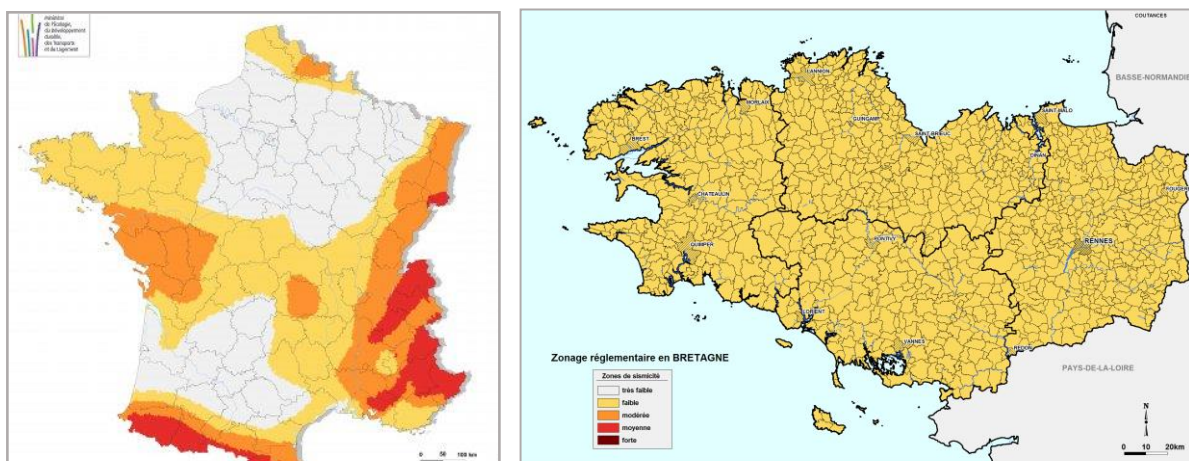 ministère
de l'Écologie,
du Développement
durable,
des Transports
et du Logement
0 50 100 km
COUTANCES
BASSE-NORMANDIE
LANNION
MORLAIX
GUINGAMP
SAINT-MALO
BREST
SAINT-BRIEUC
DINAN
FOUGERES
CHATEAULIN
PONTIVY
RENNES
QUIMPER
LORIENT
VANNES
REDON
PAYS-DE-LA-LOIRE
Zonage réglementaire en BRETAGNE
Zones de sismicité
très faible
faible
modérée
moyenne
forte
N
0 10 20km